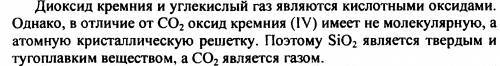 Диоксид кремния и углекислый газ являются кислотными оксидами.
Однако, в отличие от CO₂ оксид кремния (IV) имеет не молекулярную, а
атомную кристаллическую решетку. Поэтому SiO₂ является твердым и
тугоплавким веществом, а CO₂ является газом.